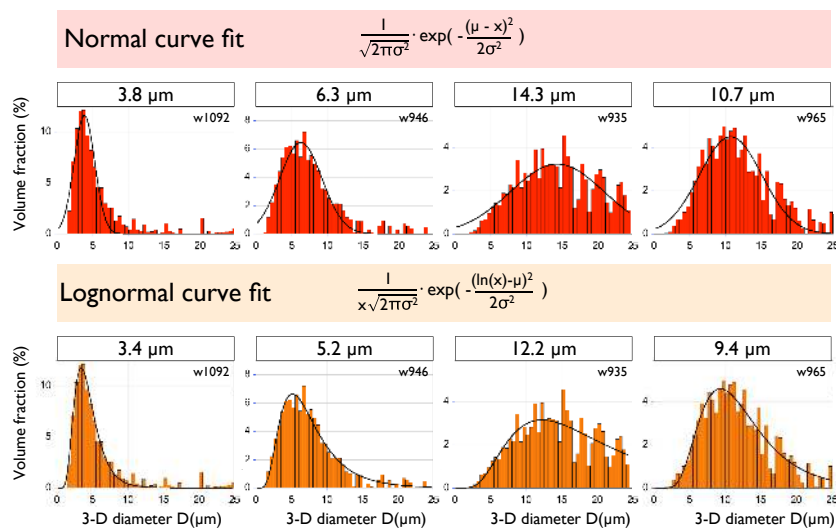 Normal curve fit
1/√2πσ² · exp( - (μ - x)²/2σ² )
3.8 μm 6.3 μm 14.3 μm 10.7 μm
w1092 w946 w935 w965
Volume fraction (%)
10 5 0
8 6 4 2 0
4 2 0
4 2 0
0 5 10 15 20 25
0 5 10 15 20 25
0 5 10 15 20 25
0 5 10 15 20 25
Lognormal curve fit
1/x√2πσ² · exp( - (ln(x)-μ)²/2σ² )
3.4 μm 5.2 μm 12.2 μm 9.4 μm
w1092 w946 w935 w965
Volume fraction (%)
10 5 0
8 6 4 2 0
4 2 0
4 2 0
0 5 10 15 20 25
0 5 10 15 20 25
0 5 10 15 20 25
0 5 10 15 20 25
3-D diameter D(μm) 3-D diameter D(μm) 3-D diameter D(μm) 3-D diameter D(μm)